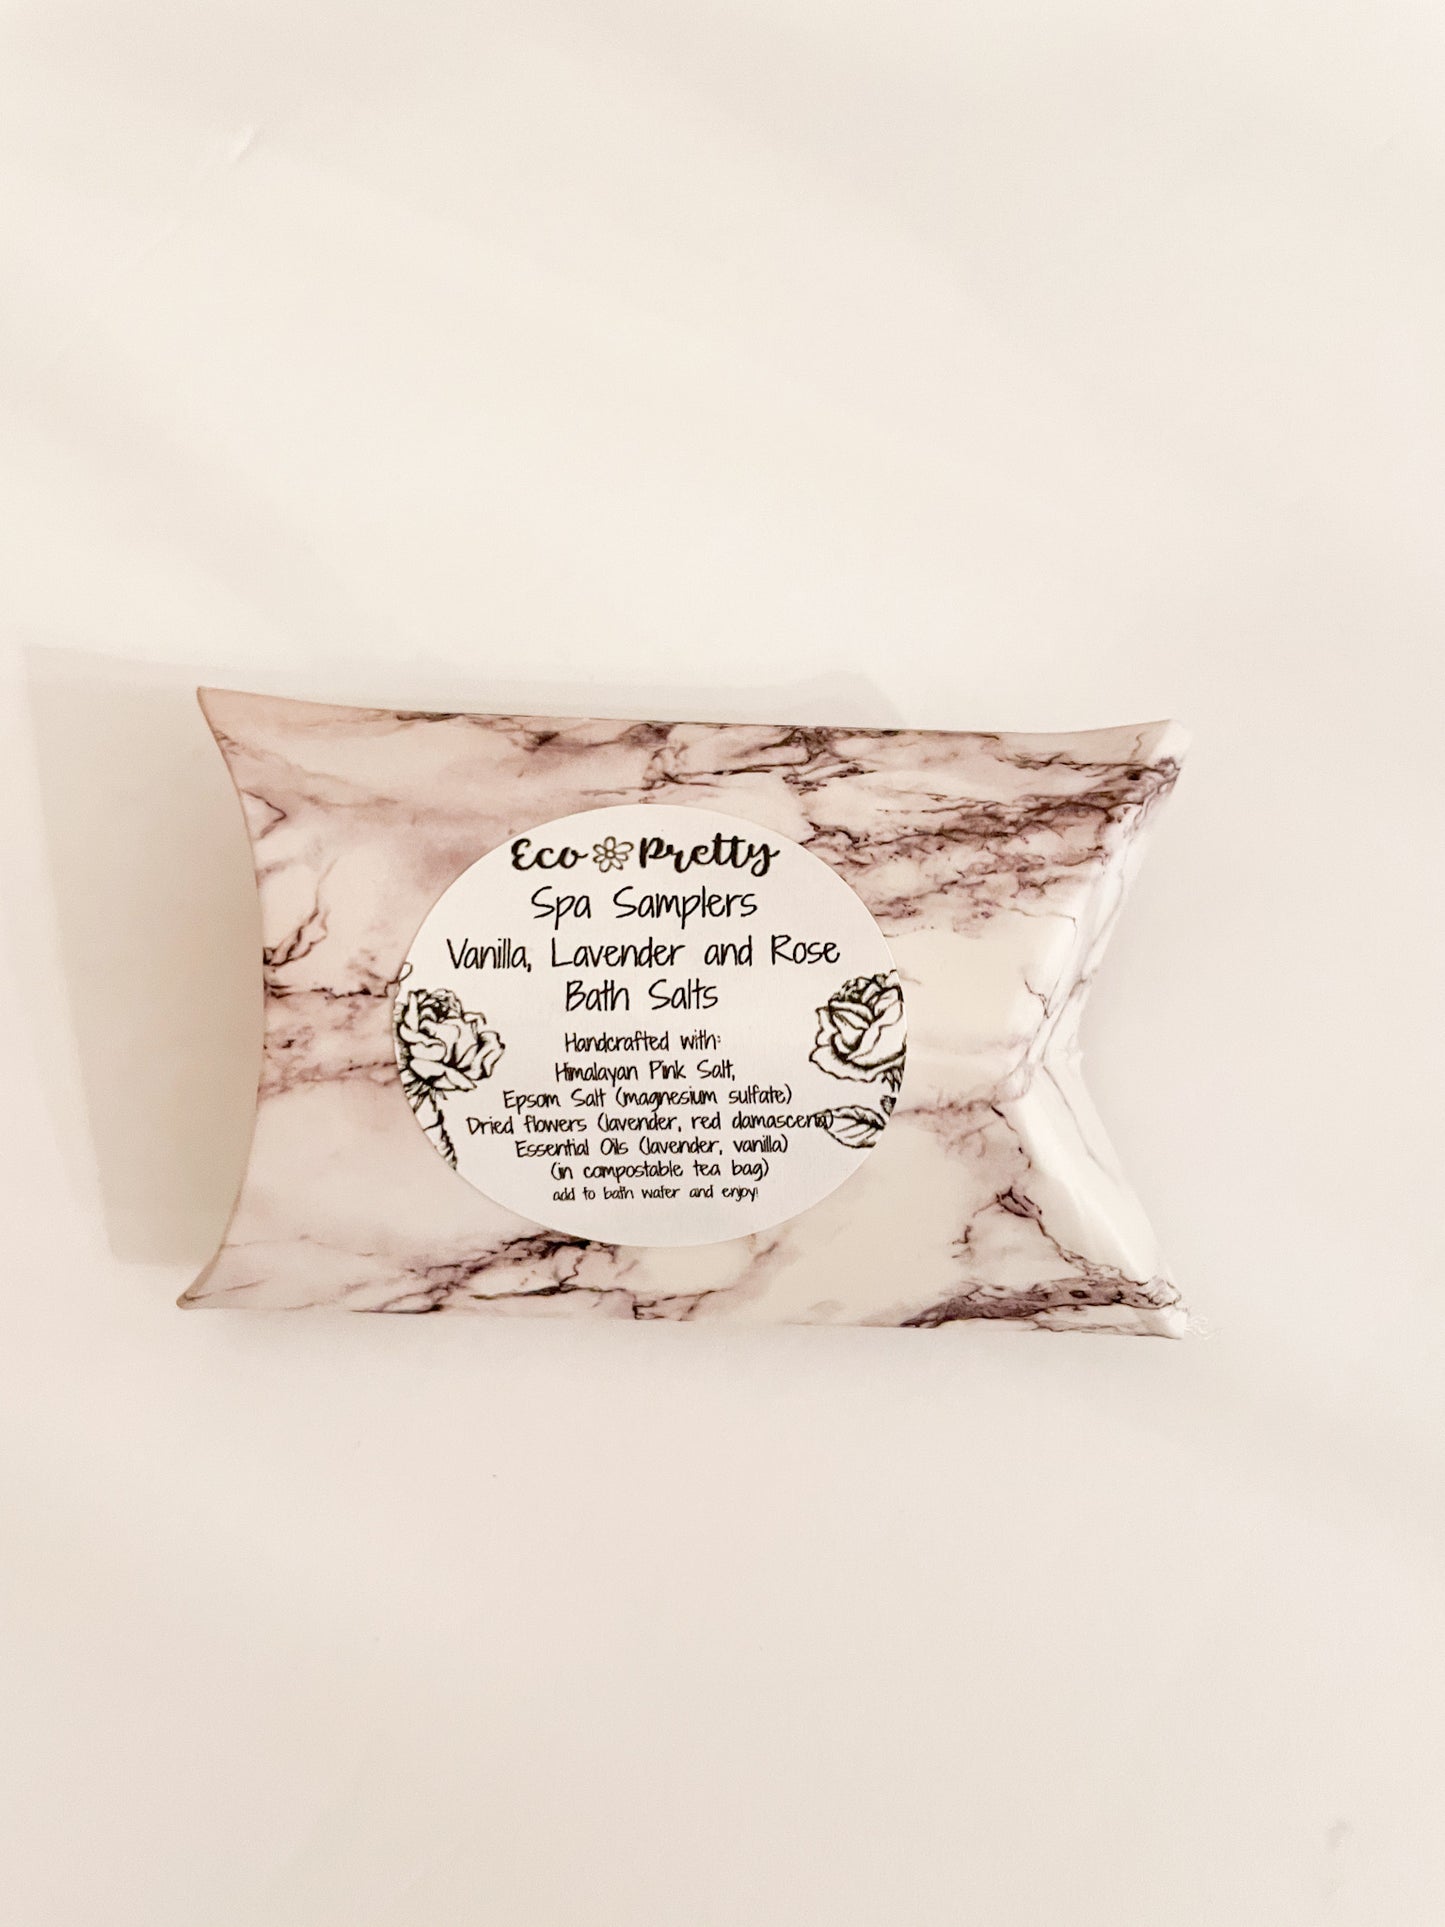 Eco Pretty
Spa Samplers
Vanilla, Lavender and Rose
Bath Salts
Handcrafted with:
Himalayan Pink Salt,
Epsom Salt (magnesium sulfate)
Dried flowers (lavender, red damascena)
Essential Oils (lavender, vanilla)
(in compostable tea bag)
add to bath water and enjoy!